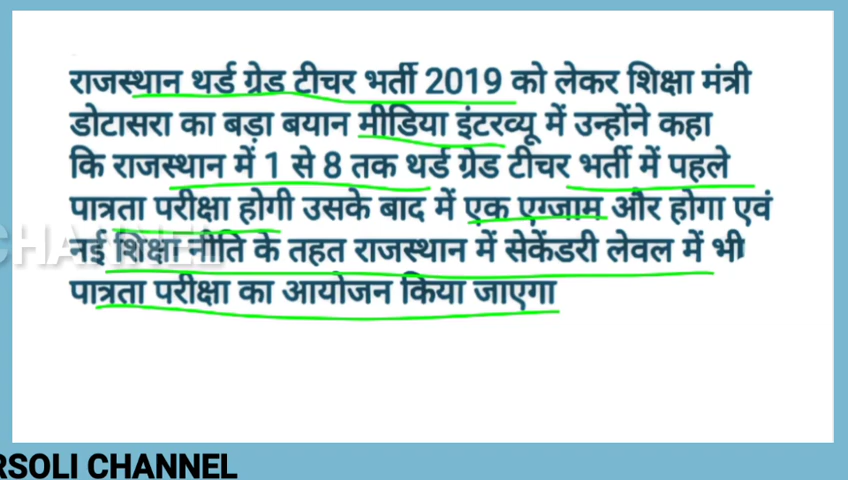 राजस्थान थर्ड ग्रेड टीचर भर्ती 2019 को लेकर शिक्षा मंत्री
डोटासरा का बड़ा बयान मीडिया इंटरव्यू में उन्होंने कहा
कि राजस्थान में 1 से 8 तक थर्ड ग्रेड टीचर भर्ती में पहले
पात्रता परीक्षा होगी उसके बाद में एक एग्जाम और होगा एवं
CHANNEL
नई शिक्षा नीति के तहत राजस्थान में सेकेंडरी लेवल में भी
पात्रता परीक्षा का आयोजन किया जाएगा
RSOLI CHANNEL